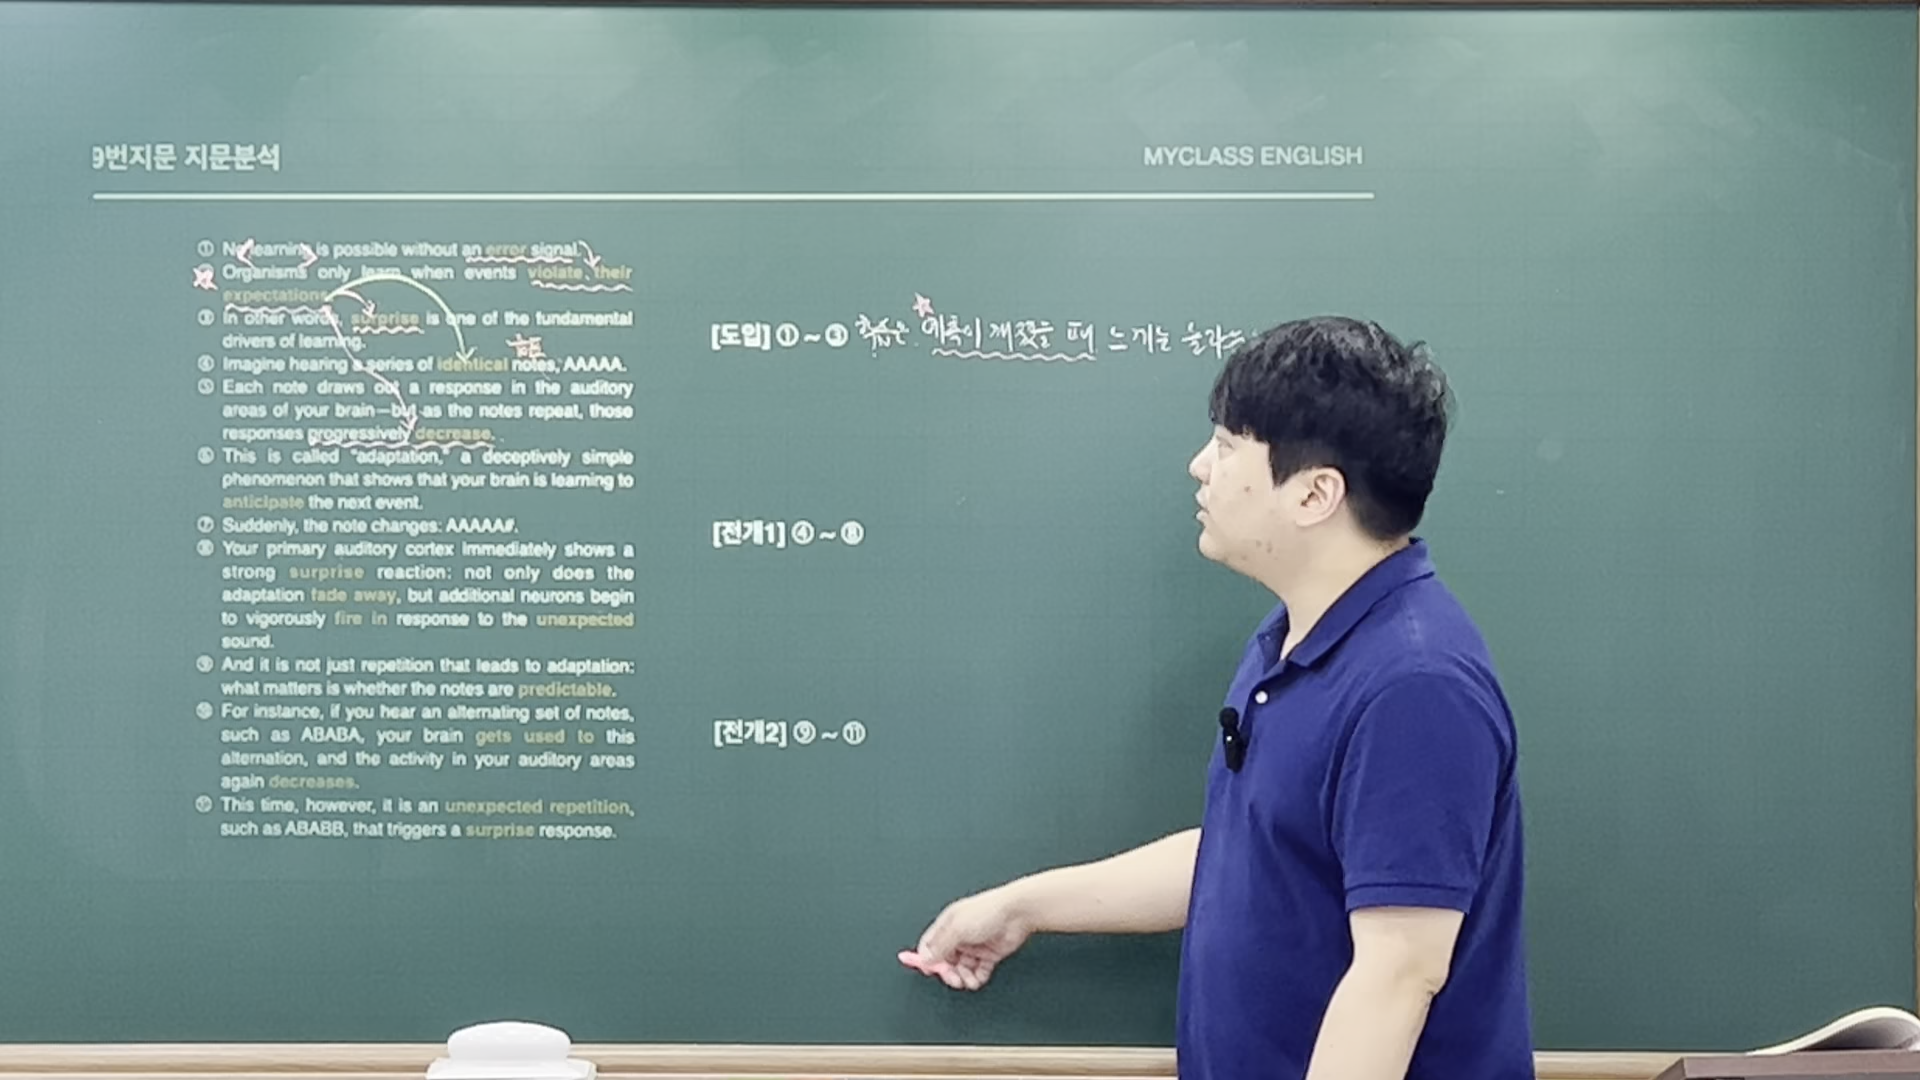 9번지문 지문분석
MYCLASS ENGLISH
① No learning is possible without an error signal.
② Organisms only learn when events violate their
expectations.
③ In other words, surprise is one of the fundamental
drivers of learning.
④ Imagine hearing a series of identical notes, AAAAA.
⑤ Each note draws out a response in the auditory
areas of your brain—but as the notes repeat, those
responses progressively decrease.
⑥ This is called "adaptation," a deceptively simple
phenomenon that shows that your brain is learning to
anticipate the next event.
⑦ Suddenly, the note changes: AAAAA#.
⑧ Your primary auditory cortex immediately shows a
strong surprise reaction: not only does the
adaptation fade away, but additional neurons begin
to vigorously fire in response to the unexpected
sound.
⑨ And it is not just repetition that leads to adaptation:
what matters is whether the notes are predictable.
⑩ For instance, if you hear an alternating set of notes,
such as ABABA, your brain gets used to this
alternation, and the activity in your auditory areas
again decreases.
⑪ This time, however, it is an unexpected repetition,
such as ABABB, that triggers a surprise response.
[도입] ① ~ ③ 학습은 예측이 깨졌을 때 느끼는
[전개1] ④ ~ ⑧
[전개2] ⑨ ~ ⑪